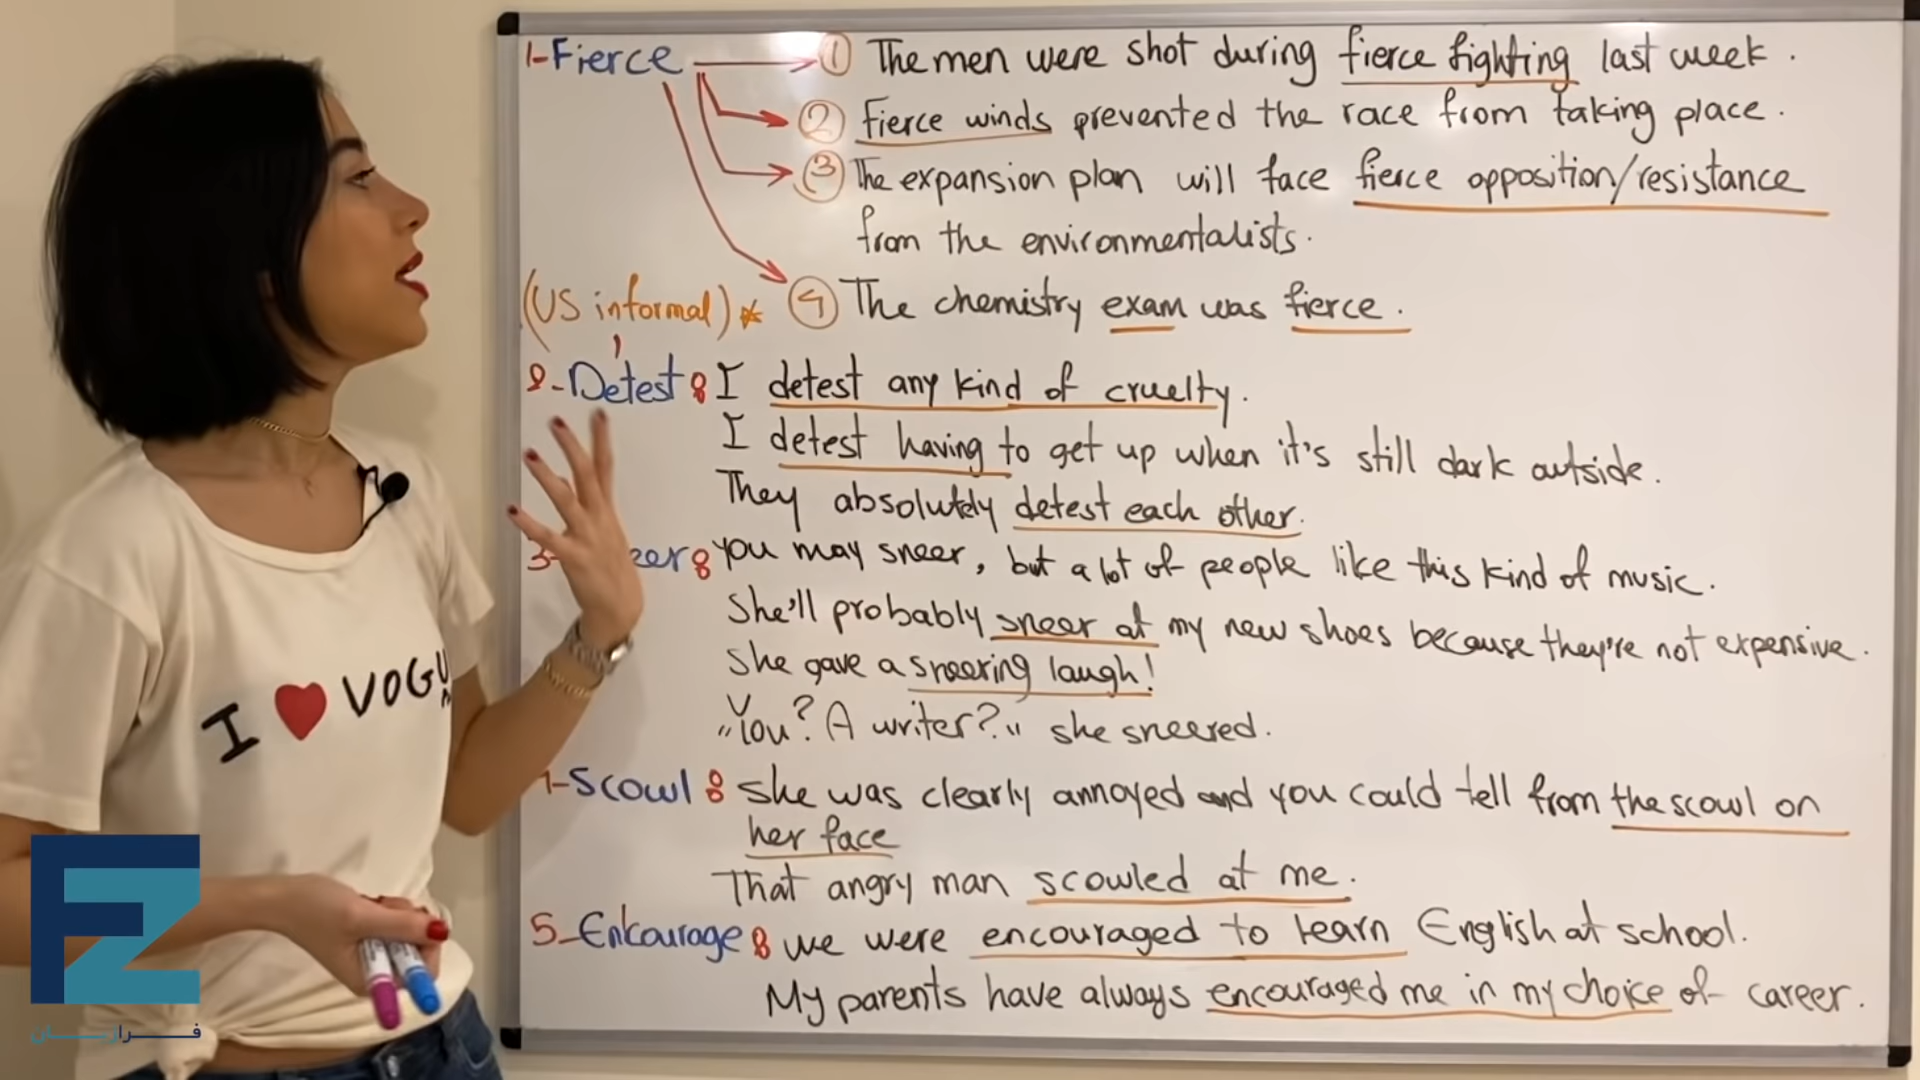 1-Fierce ① The men were shot during fierce fighting last week.
② Fierce winds prevented the race from taking place.
③ The expansion plan will face fierce opposition/resistance
from the environmentalists.
(US informal) * ④ The chemistry exam was fierce.
2-Detest: I detest any kind of cruelty.
I detest having to get up when it's still dark outside.
They absolutely detest each other.
3- eer: you may sneer, but a lot of people like this kind of music.
She'll probably sneer at my new shoes because they're not expensive.
She gave a sneering laugh!
"You? A writer?" she sneered.
4-Scowl: She was clearly annoyed and you could tell from the scowl on
her face
That angry man scowled at me.
5-Encourage: we were encouraged to learn English at school.
My parents have always encouraged me in my choice of career.
I ❤ VOGU
FZ
فرازبان